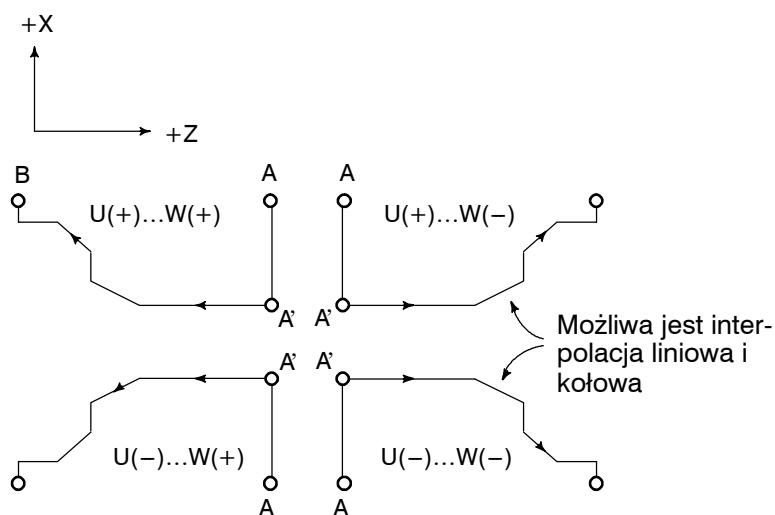 +X
+Z
B
A
A
U(+)...W(+)
U(+)...W(−)
A'
A'
Możliwa jest inter-
polacja liniowa i
kołowa
A'
A'
U(−)...W(+)
U(−)...W(−)
A
A